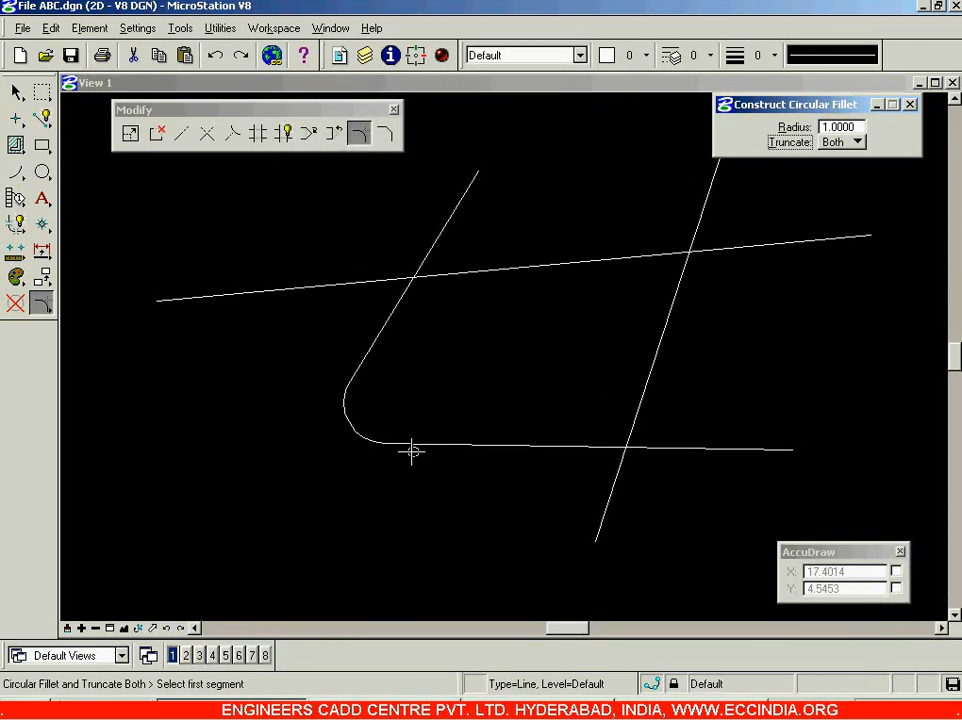 File ABC.dgn (2D - V8 DGN) - MicroStation V8
File Edit Element Settings Tools Utilities Workspace Window Help
Default 0 0 0
View 1
Modify
Construct Circular Fillet
Radius: 1.0000
Truncate: Both
AccuDraw
X: 17.4014
Y: 4.5453
Default Views 1 2 3 4 5 6 7 8
Circular Fillet and Truncate Both > Select first segment Type=Line, Level=Default Default
ENGINEERS CADD CENTRE PVT. LTD. HYDERABAD, INDIA, WWW.ECCINDIA.ORG